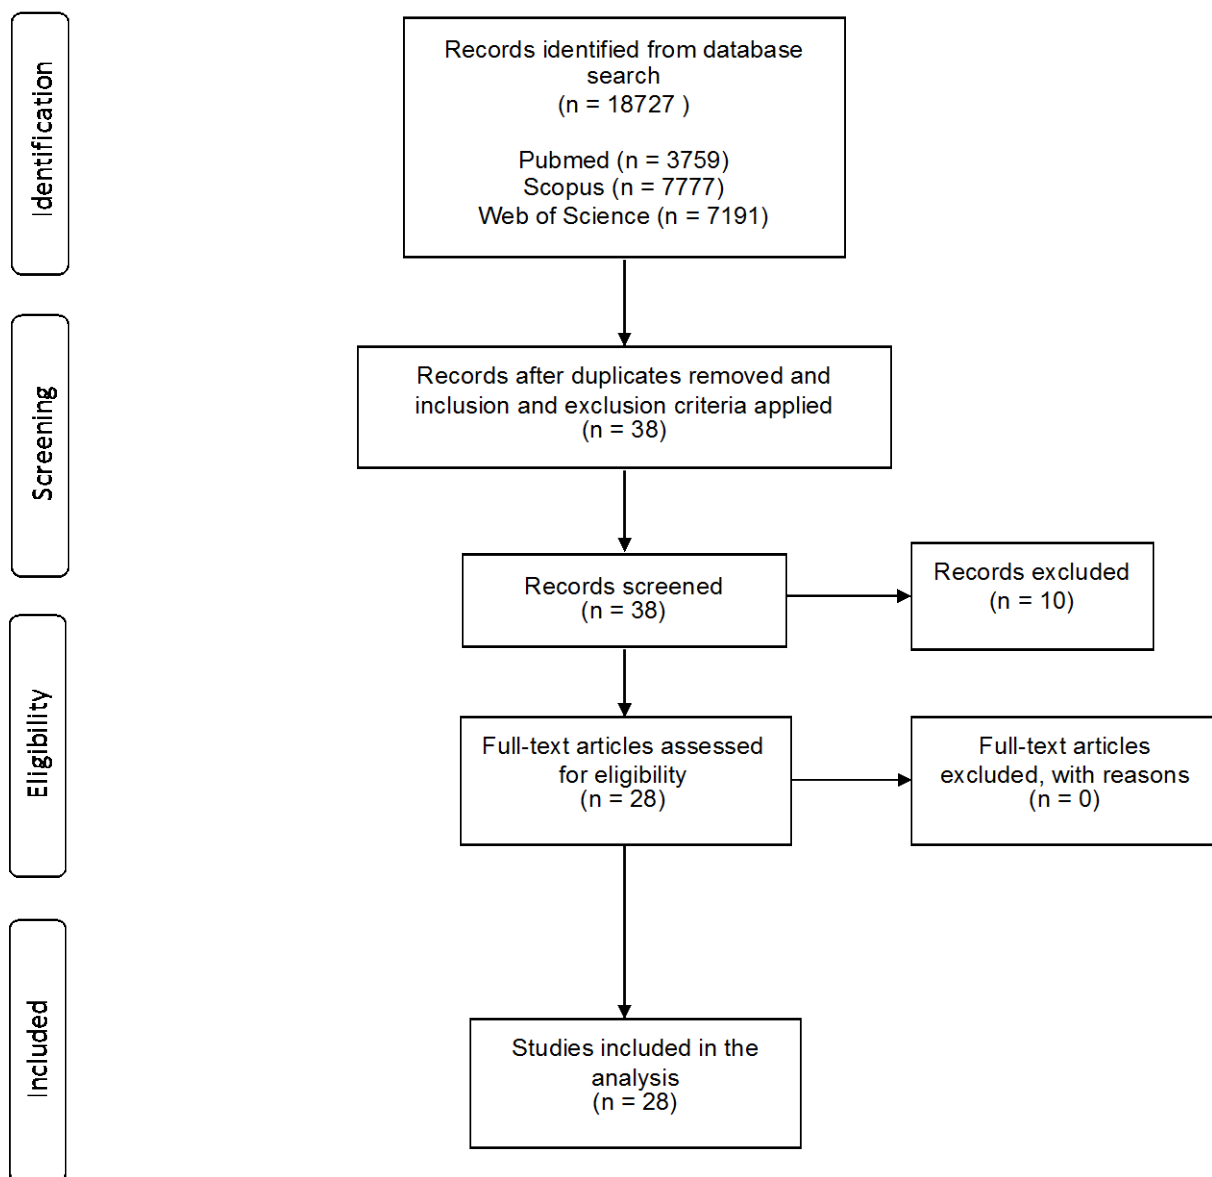 Identification
Records identified from database
search
(n = 18727 )
Pubmed (n = 3759)
Scopus (n = 7777)
Web of Science (n = 7191)
Screening
Records after duplicates removed and
inclusion and exclusion criteria applied
(n = 38)
Records screened
(n = 38)
Records excluded
(n = 10)
Eligibility
Full-text articles assessed
for eligibility
(n = 28)
Full-text articles
excluded, with reasons
(n = 0)
Included
Studies included in the
analysis
(n = 28)